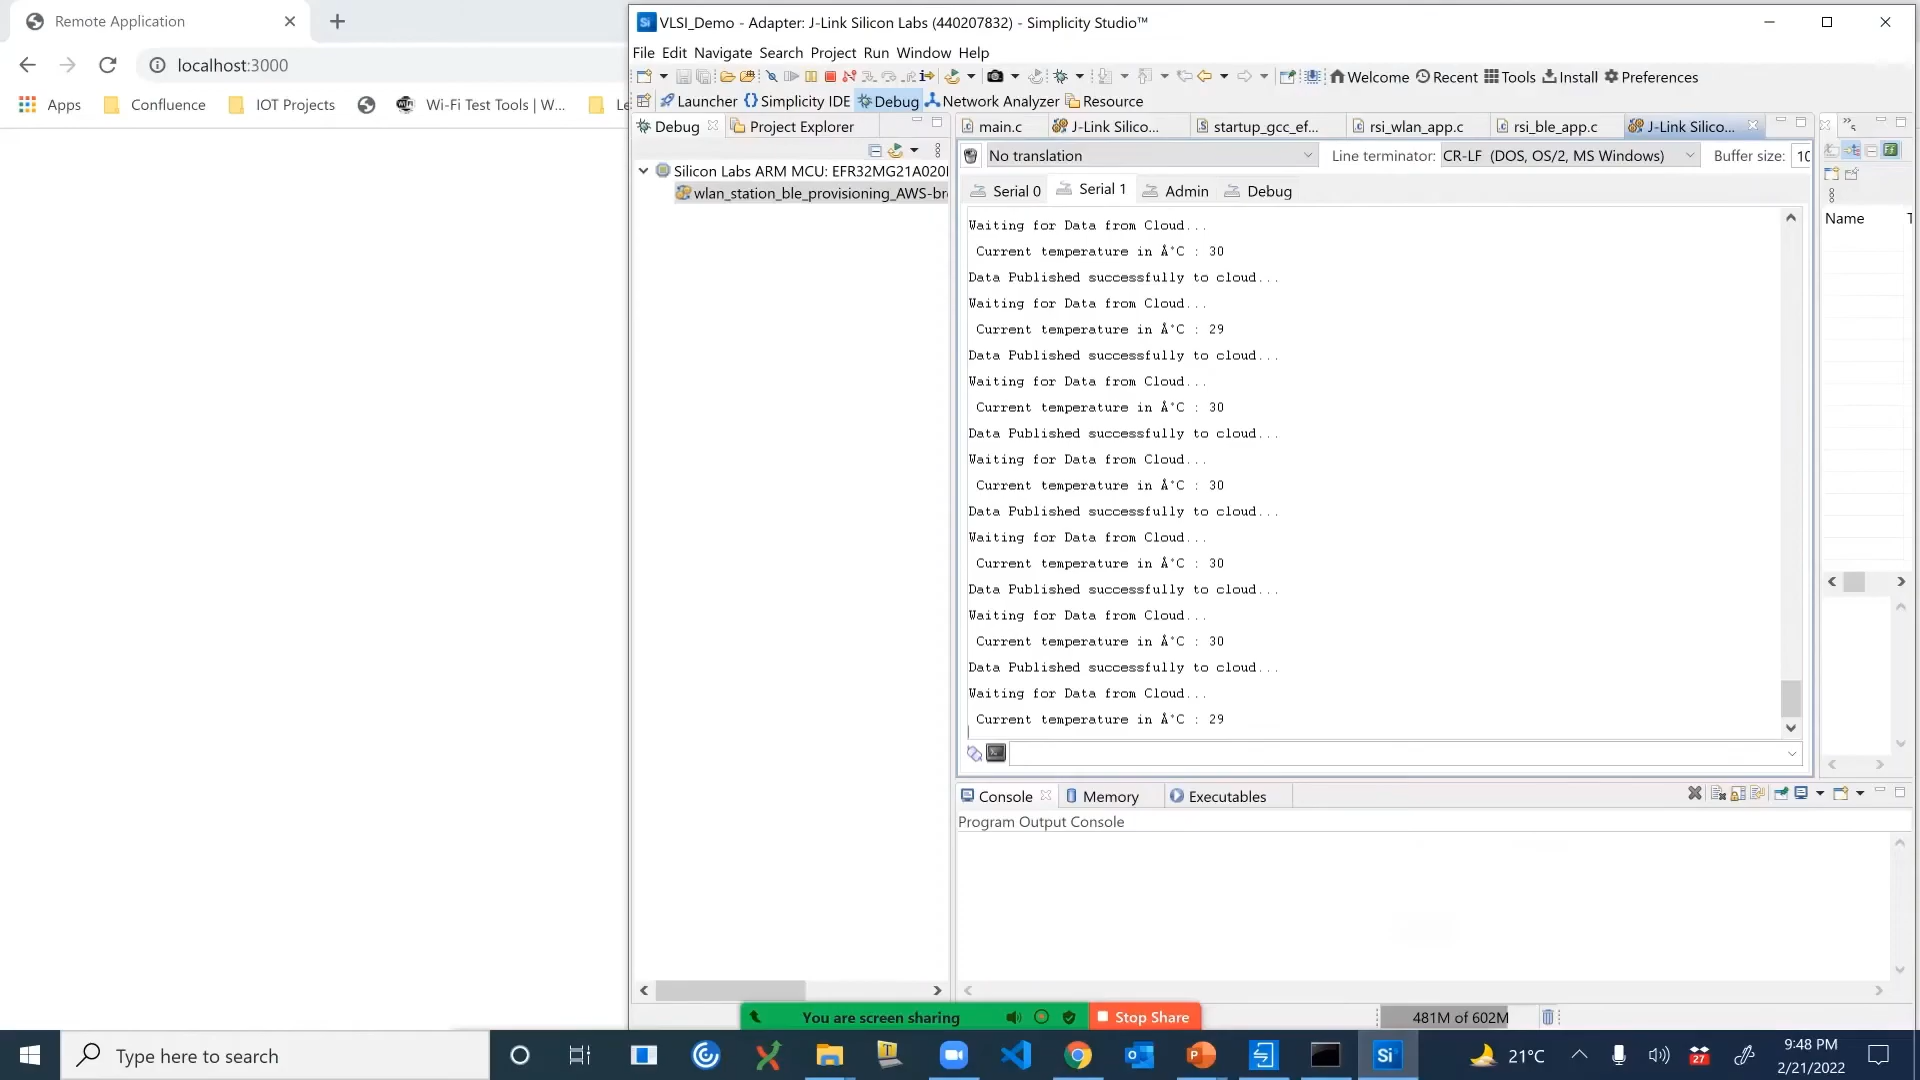 Remote Application
localhost:3000
Apps Confluence IOT Projects Wi-Fi Test Tools | W... Le
VLSI_Demo - Adapter: J-Link Silicon Labs (440207832) - Simplicity Studio™
File Edit Navigate Search Project Run Window Help
Welcome Recent Tools Install Preferences
Launcher {} Simplicity IDE Debug Network Analyzer Resource
Debug Project Explorer
Silicon Labs ARM MCU: EFR32MG21A020
wlan_station_ble_provisioning_AWS-br
main.c J-Link Silico... startup_gcc_ef... rsi_wlan_app.c rsi_ble_app.c J-Link Silico...
No translation Line terminator: CR-LF (DOS, OS/2, MS Windows) Buffer size: 10
Serial 0 Serial 1 Admin Debug
Waiting for Data from Cloud...
Current temperature in Â°C : 30
Data Published successfully to cloud...
Waiting for Data from Cloud...
Current temperature in Â°C : 29
Data Published successfully to cloud...
Waiting for Data from Cloud...
Current temperature in Â°C : 30
Data Published successfully to cloud...
Waiting for Data from Cloud...
Current temperature in Â°C : 30
Data Published successfully to cloud...
Waiting for Data from Cloud...
Current temperature in Â°C : 30
Data Published successfully to cloud...
Waiting for Data from Cloud...
Current temperature in Â°C : 30
Data Published successfully to cloud...
Waiting for Data from Cloud...
Current temperature in Â°C : 29
Name
Console Memory Executables
Program Output Console
You are screen sharing Stop Share
481M of 602M
Type here to search
Si
21°C
27
9:48 PM
2/21/2022